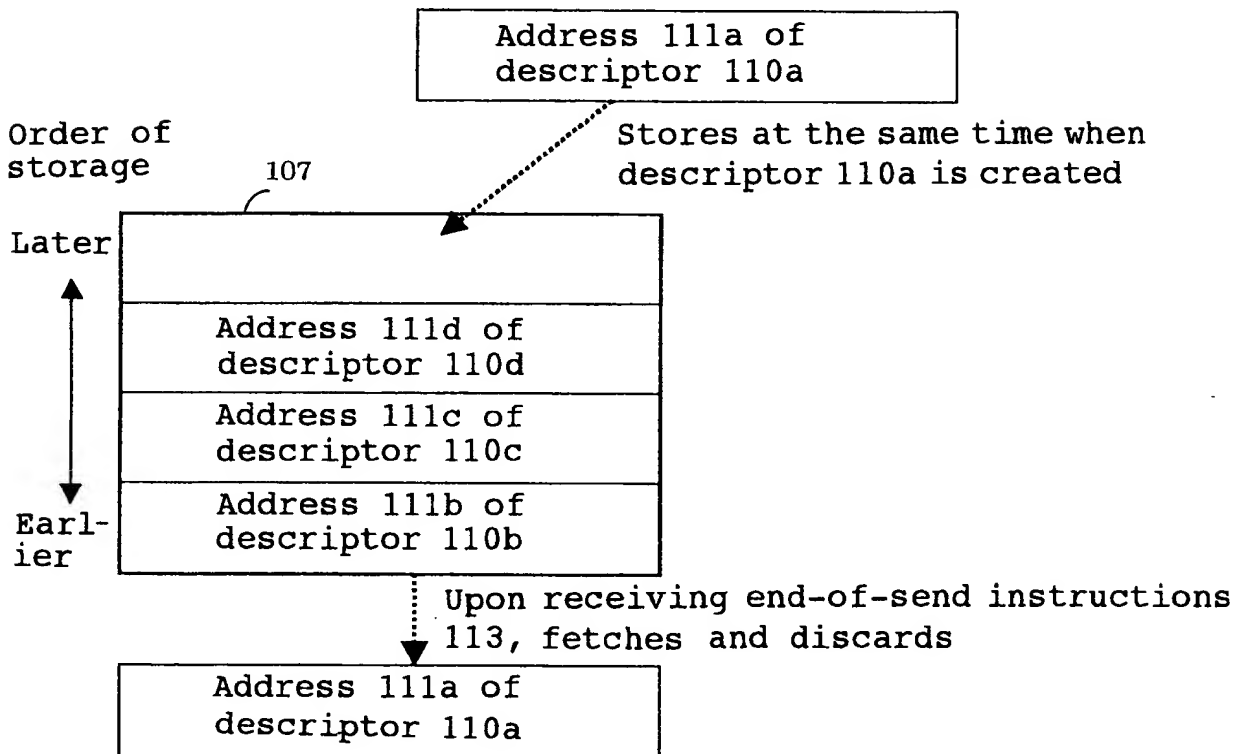 Address 111a of
descriptor 110a
Order of
storage
Stores at the same time when
descriptor 110a is created
107
Later
Address 111d of
descriptor 110d
Address 111c of
descriptor 110c
Address 111b of
descriptor 110b
Earl-
ier
Upon receiving end-of-send instructions
113, fetches and discards
Address 111a of
descriptor 110a